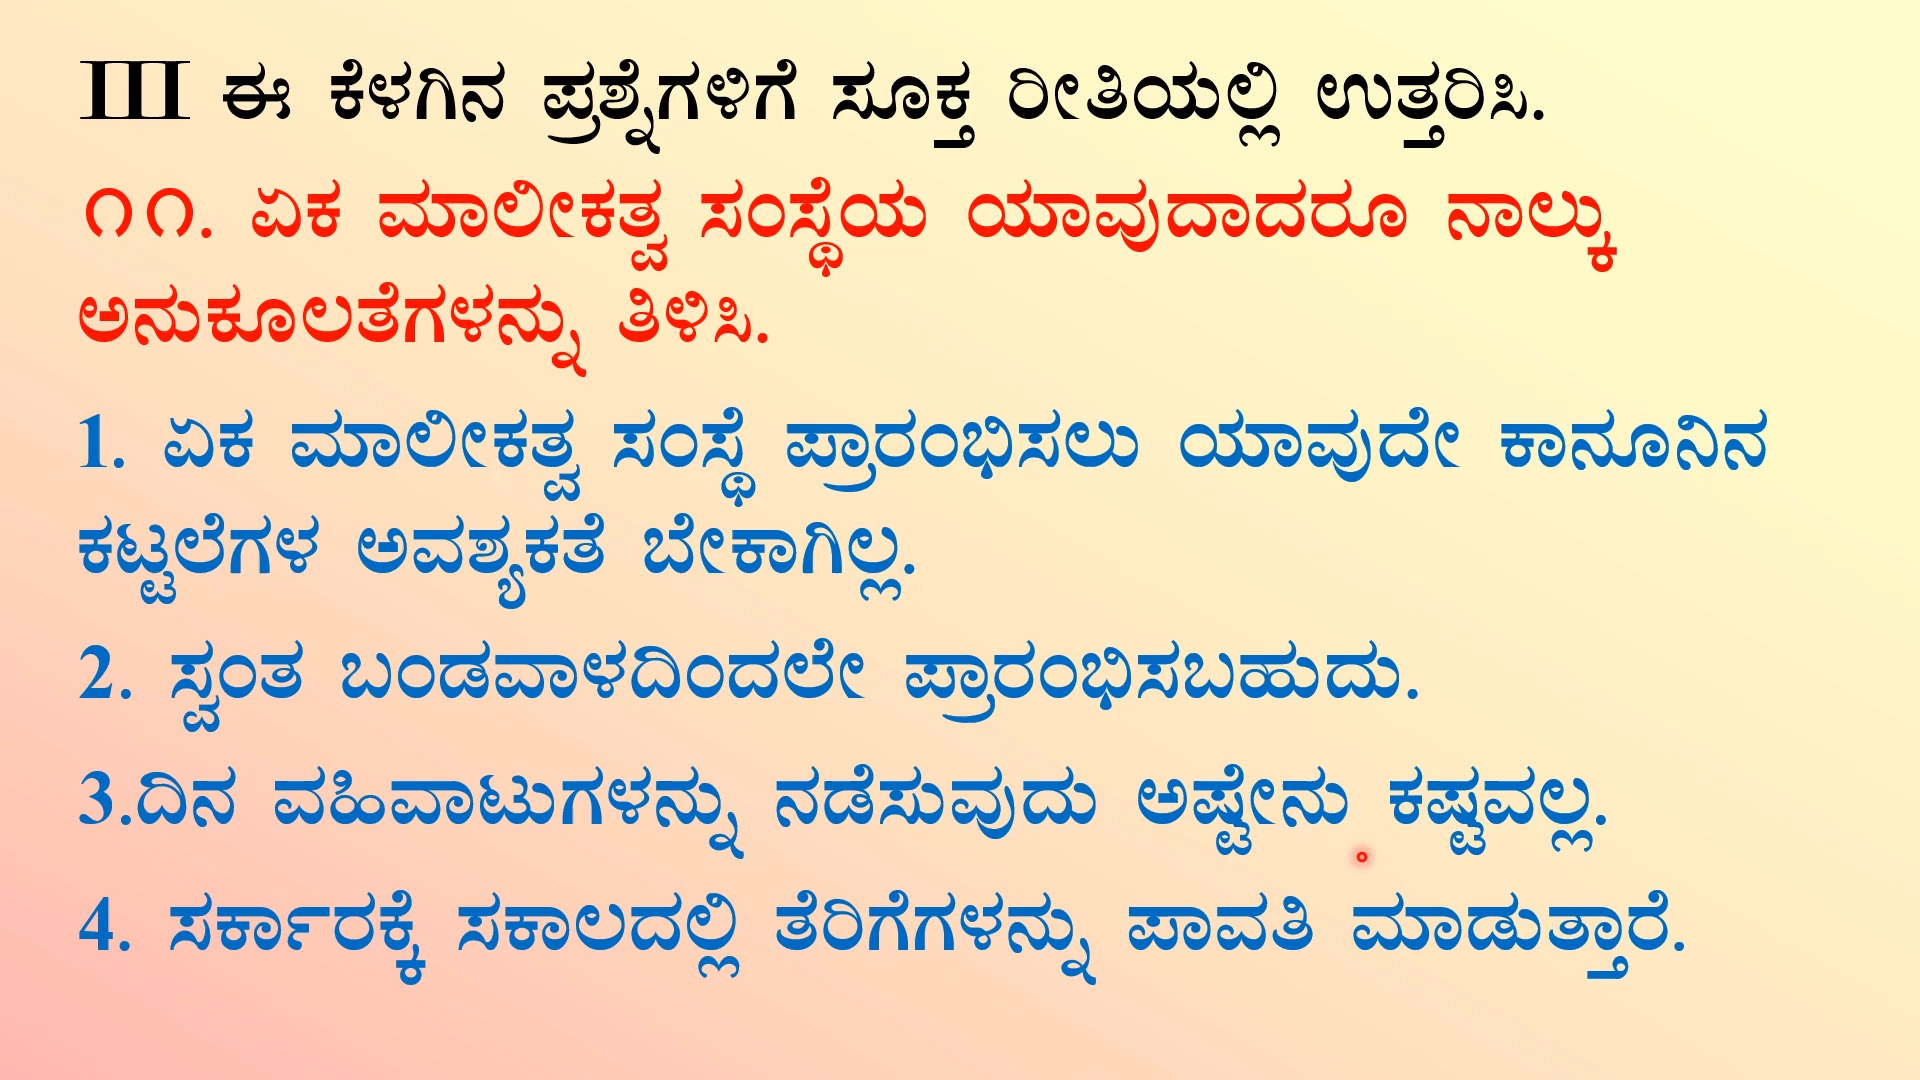 III ಈ ಕೆಳಗಿನ ಪ್ರಶ್ನೆಗಳಿಗೆ ಸೂಕ್ತ ರೀತಿಯಲ್ಲಿ ಉತ್ತರಿಸಿ.
೧೧. ಏಕ ಮಾಲೀಕತ್ವ ಸಂಸ್ಥೆಯ ಯಾವುದಾದರೂ ನಾಲ್ಕು
ಅನುಕೂಲತೆಗಳನ್ನು ತಿಳಿಸಿ.
1. ಏಕ ಮಾಲೀಕತ್ವ ಸಂಸ್ಥೆ ಪ್ರಾರಂಭಿಸಲು ಯಾವುದೇ ಕಾನೂನಿನ
ಕಟ್ಟಲೆಗಳ ಅವಶ್ಯಕತೆ ಬೇಕಾಗಿಲ್ಲ.
2. ಸ್ವಂತ ಬಂಡವಾಳದಿಂದಲೇ ಪ್ರಾರಂಭಿಸಬಹುದು.
3.ದಿನ ವಹಿವಾಟುಗಳನ್ನು ನಡೆಸುವುದು ಅಷ್ಟೇನು ಕಷ್ಟವಲ್ಲ.
4. ಸರ್ಕಾರಕ್ಕೆ ಸಕಾಲದಲ್ಲಿ ತೆರಿಗೆಗಳನ್ನು ಪಾವತಿ ಮಾಡುತ್ತಾರೆ.